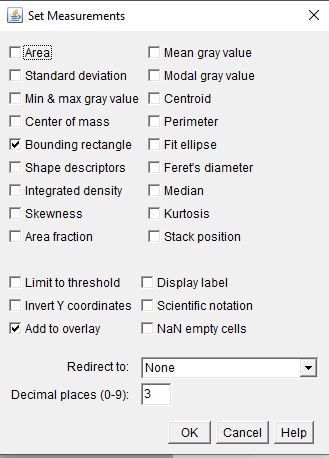 Set Measurements
Area
Mean gray value
Standard deviation
Modal gray value
Min & max gray value
Centroid
Center of mass
Perimeter
Bounding rectangle
Fit ellipse
Shape descriptors
Feret's diameter
Integrated density
Median
Skewness
Kurtosis
Area fraction
Stack position
Limit to threshold
Display label
Invert Y coordinates
Scientific notation
Add to overlay
NaN empty cells
Redirect to: None
Decimal places (0-9): 3
OK Cancel Help